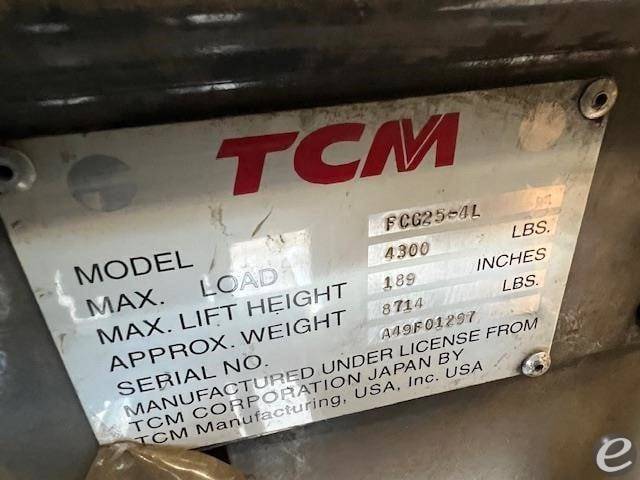 TCM
MODEL FCG25-4L
MAX. LOAD 4300 LBS.
MAX. LIFT HEIGHT 189 INCHES
APPROX. WEIGHT 8714 LBS.
SERIAL NO. A49F01297
MANUFACTURED UNDER LICENSE FROM
TCM CORPORATION JAPAN BY
TCM Manufacturing, USA, Inc. USA
e